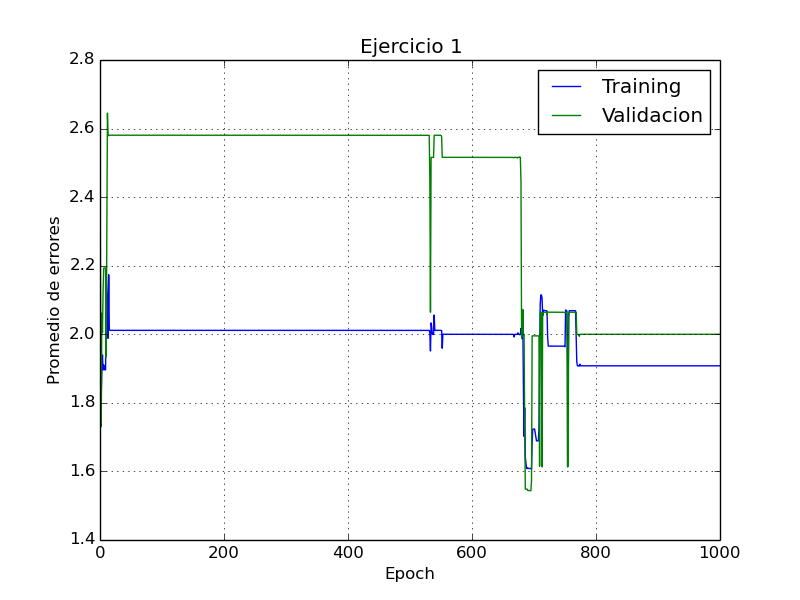 Ejercicio 1
2.8
2.6
2.4
2.2
2.0
1.8
1.6
1.4
Promedio de errores
Training
Validacion
0
200
400
600
800
1000
Epoch